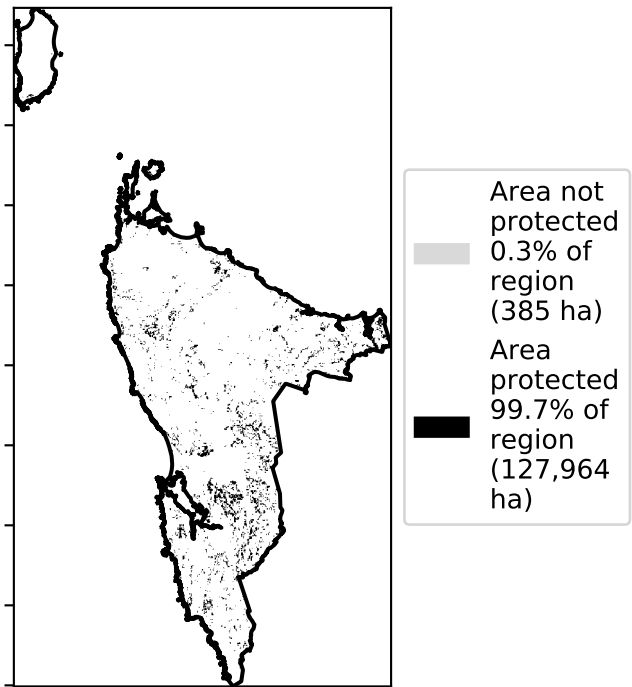 Area not
protected
0.3% of
region
(385 ha)
Area
protected
99.7% of
region
(127,964
ha)